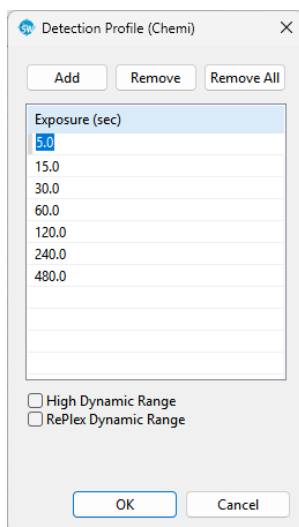 SW Detection Profile (Chemi)
Add Remove Remove All
Exposure (sec)
5.0
15.0
30.0
60.0
120.0
240.0
480.0
High Dynamic Range
RePlex Dynamic Range
OK Cancel